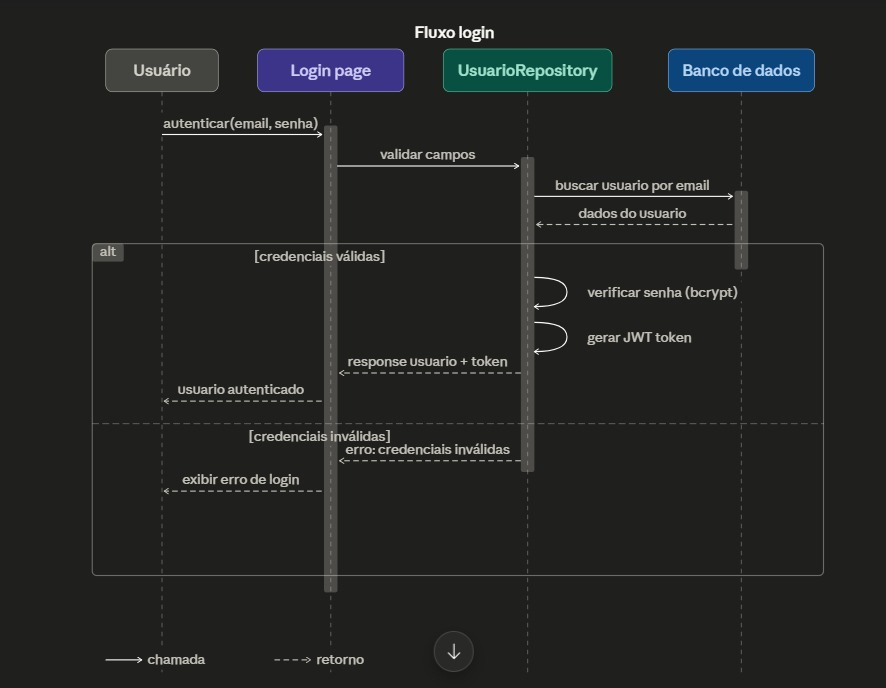 Fluxo login
Usuário
Login page
UsuarioRepository
Banco de dados
autenticar(email, senha)
validar campos
buscar usuario por email
dados do usuario
alt
[credenciais válidas]
verificar senha (bcrypt)
gerar JWT token
response usuario + token
usuario autenticado
[credenciais inválidas]
erro: credenciais inválidas
exibir erro de login
chamada
retorno